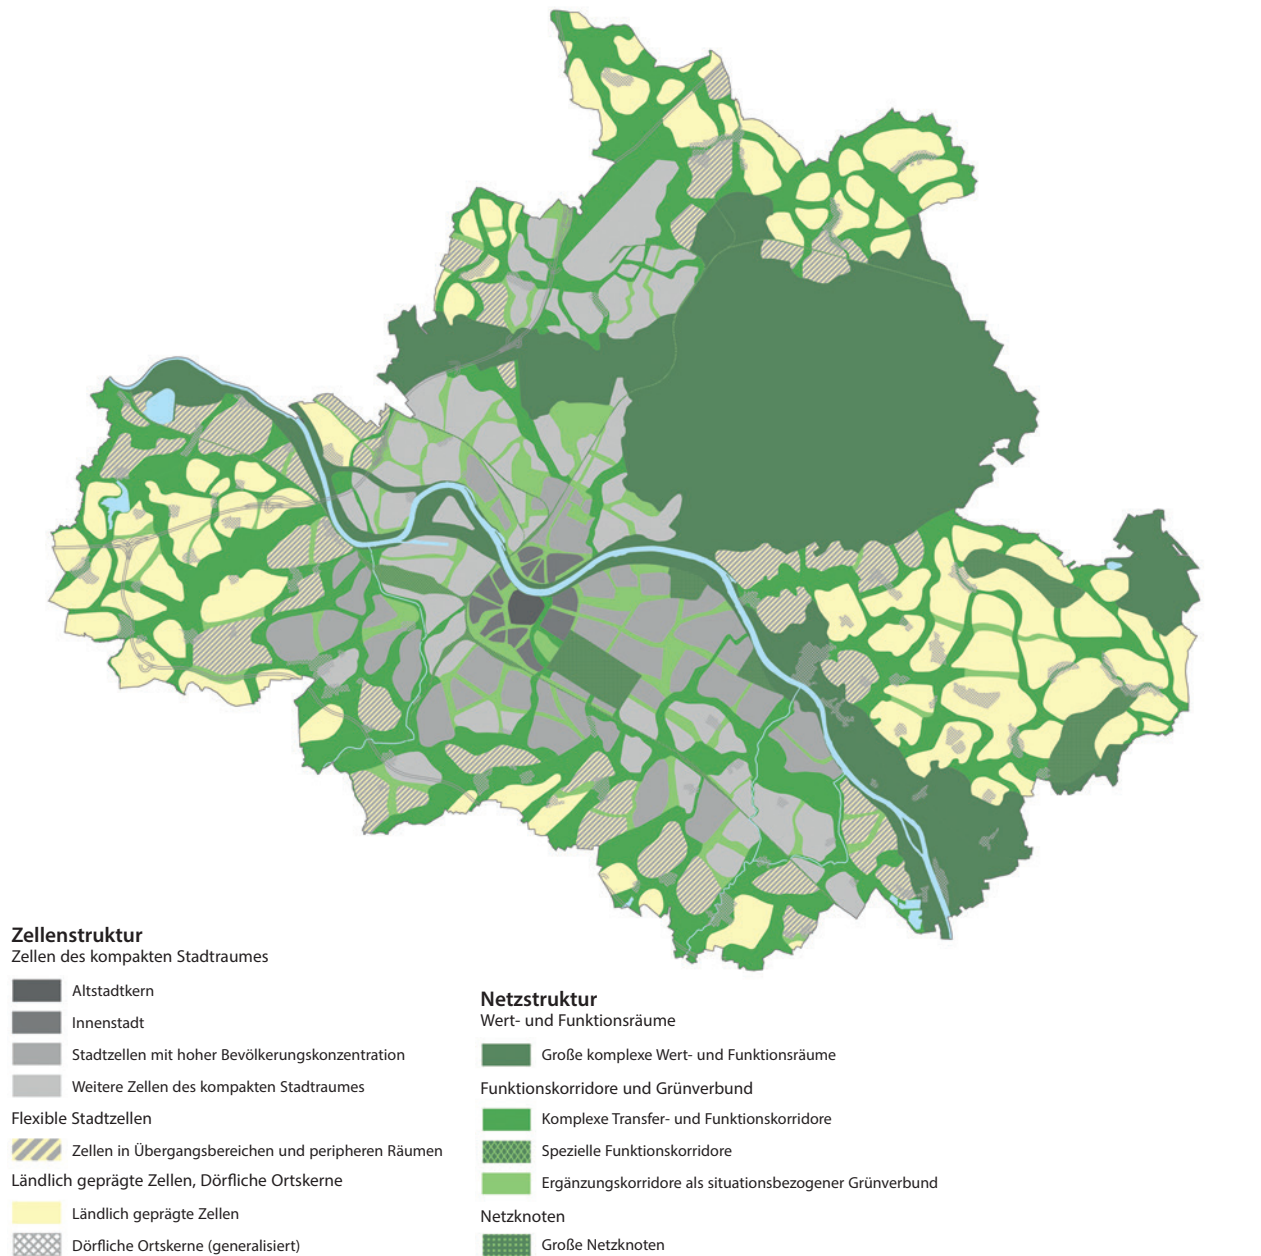 Zellenstruktur
Zellen des kompakten Stadtraumes
Altstadtkern
Innenstadt
Stadtzellen mit hoher Bevölkerungskonzentration
Weitere Zellen des kompakten Stadtraumes
Flexible Stadtzellen
Zellen in Übergangsbereichen und peripheren Räumen
Ländlich geprägte Zellen, Dörfliche Ortskerne
Ländlich geprägte Zellen
Dörfliche Ortskerne (generalisiert)
Netzstruktur
Wert- und Funktionsräume
Große komplexe Wert- und Funktionsräume
Funktionskorridore und Grünverbund
Komplexe Transfer- und Funktionskorridore
Spezielle Funktionskorridore
Ergänzungskorridore als situationsbezogener Grünverbund
Netzknoten
Große Netzknoten